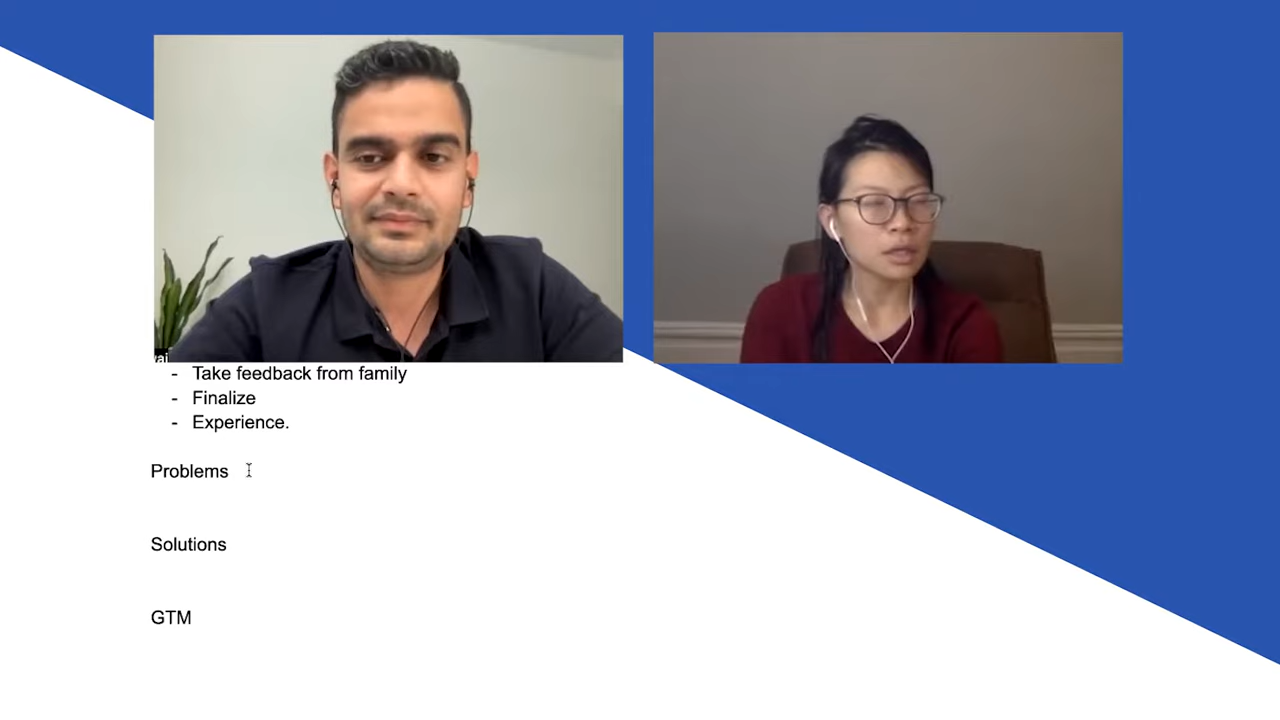 - Take feedback from family
- Finalize
- Experience.
Problems
Solutions
GTM